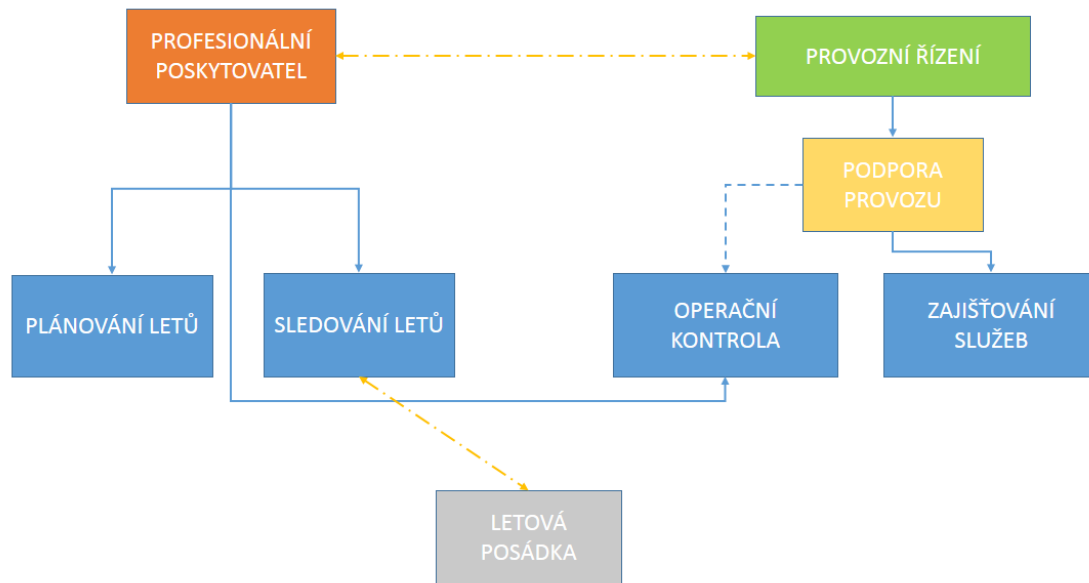 PROFESIONÁLNÍ
POSKYTOVATEL
PROVOZNÍ ŘÍZENÍ
PODPORA
PROVOZU
PLÁNOVÁNÍ LETŮ
SLEDOVÁNÍ LETŮ
OPERAČNÍ
KONTROLA
ZAJIŠŤOVÁNÍ
SLUŽEB
LETOVÁ
POSÁDKA